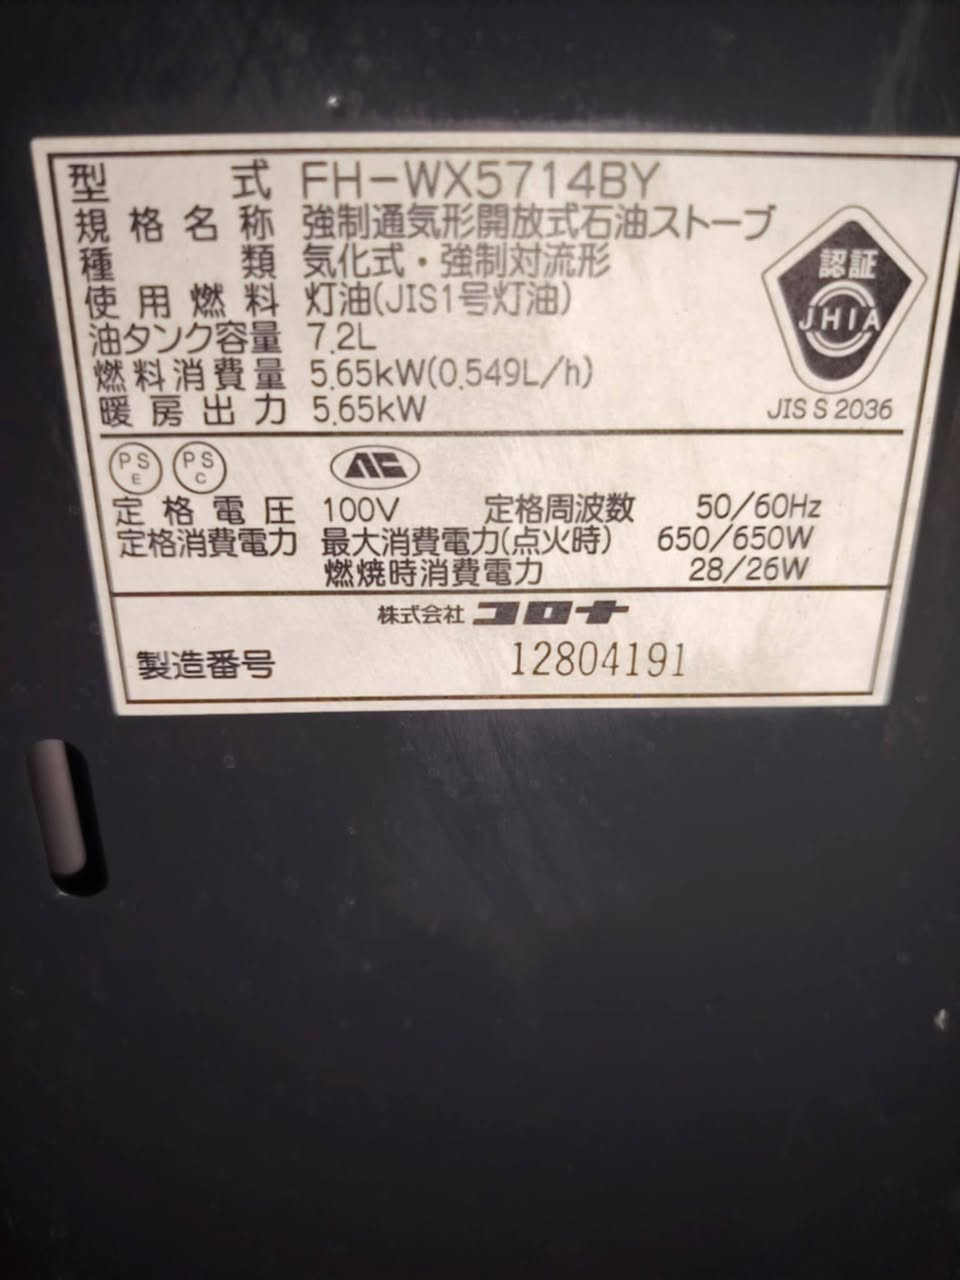 型式 FH-WX5714BY
規格名称 強制通気形開放式石油ストーブ
種類 気化式・強制対流形
使用燃料 灯油(JIS1号灯油)
油タンク容量 7.2L
燃料消費量 5.65kW(0.549L/h)
暖房出力 5.65kW
認証
JHIA
JIS S 2036
PS E PS C
定格電圧 100V 定格周波数 50/60Hz
定格消費電力 最大消費電力(点火時) 650/650W
燃焼時消費電力 28/26W
株式会社 コロナ
製造番号 12804191